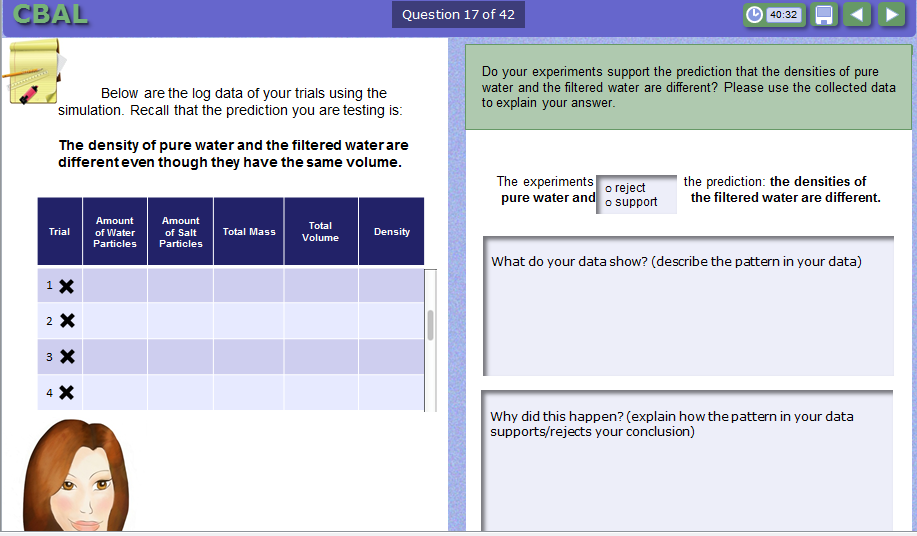 CBAL
Question 17 of 42
40:32
Below are the log data of your trials using the
simulation. Recall that the prediction you are testing is:
The density of pure water and the filtered water are
different even though they have the same volume.
Trial
Amount
of Water
Particles
Amount
of Salt
Particles
Total Mass
Total
Volume
Density
1
2
3
4
Do your experiments support the prediction that the densities of pure
water and the filtered water are different? Please use the collected data
to explain your answer.
The experiments
pure water and
reject
support
the prediction: the densities of
the filtered water are different.
What do your data show? (describe the pattern in your data)
Why did this happen? (explain how the pattern in your data
supports/rejects your conclusion)